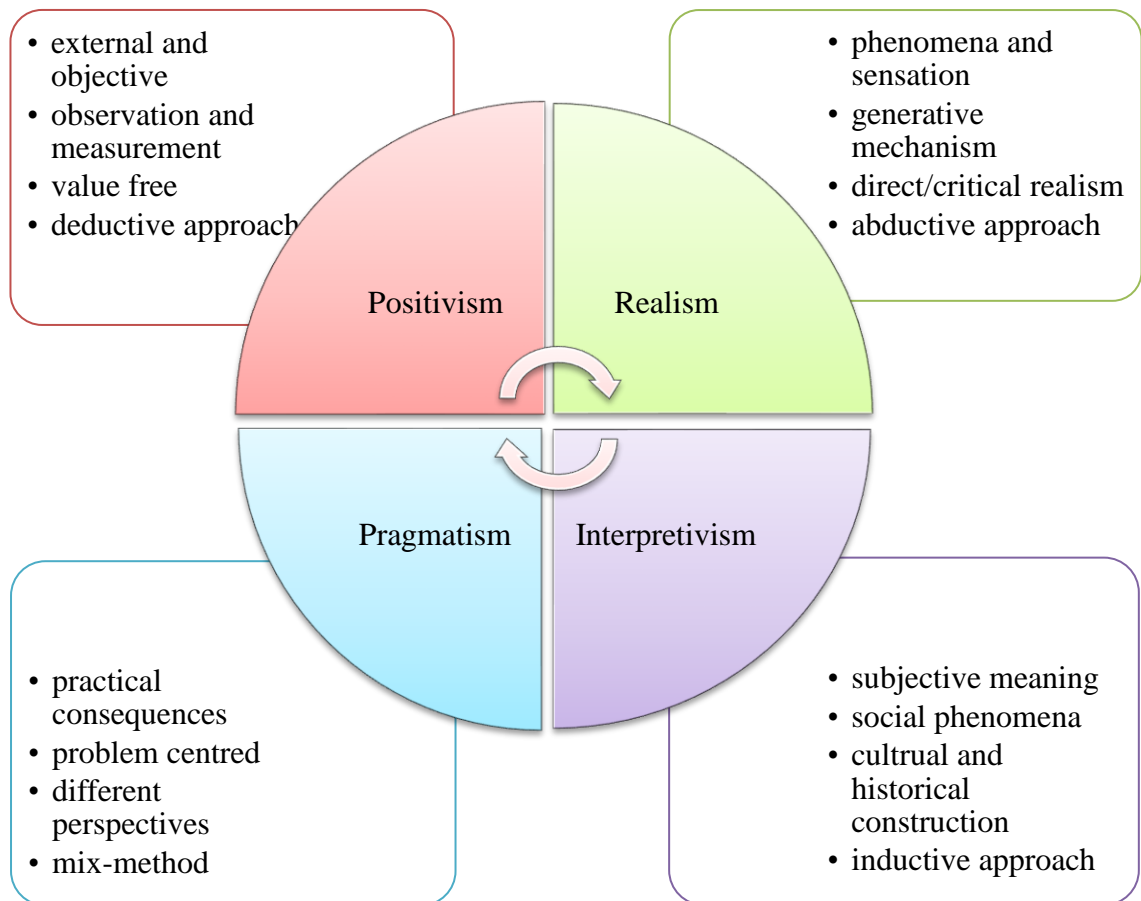 • external and
objective
• observation and
measurement
• value free
• deductive approach
• phenomena and
sensation
• generative
mechanism
• direct/critical realism
• abductive approach
Positivism
Realism
Pragmatism
Interpretivism
• practical
consequences
• problem centred
• different
perspectives
• mix-method
• subjective meaning
• social phenomena
• cultrual and
historical
construction
• inductive approach